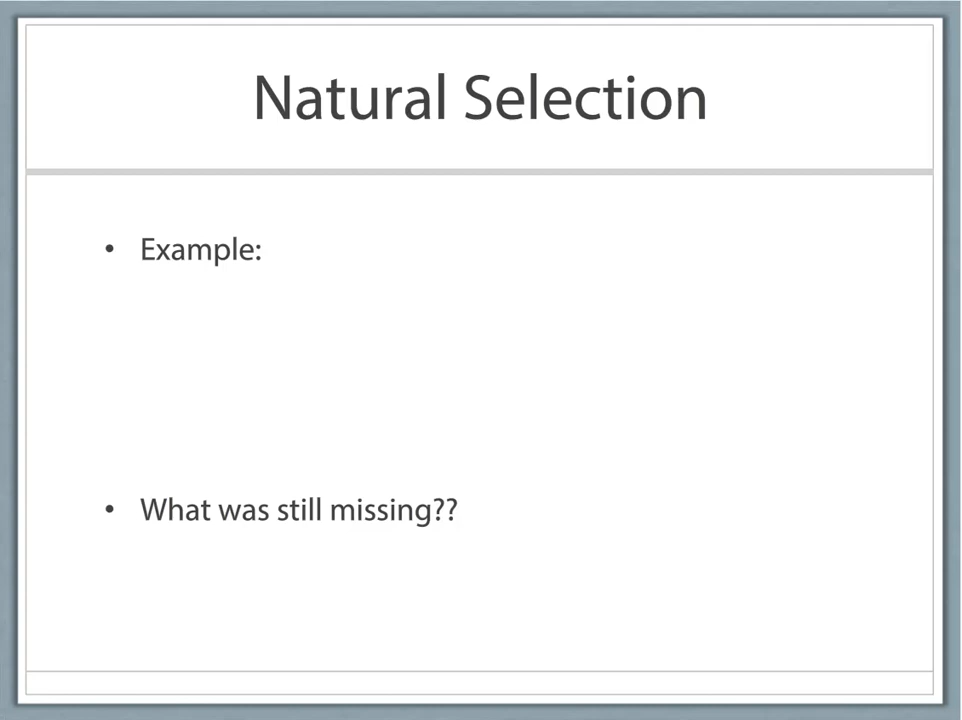 Natural Selection
• Example:
• What was still missing??